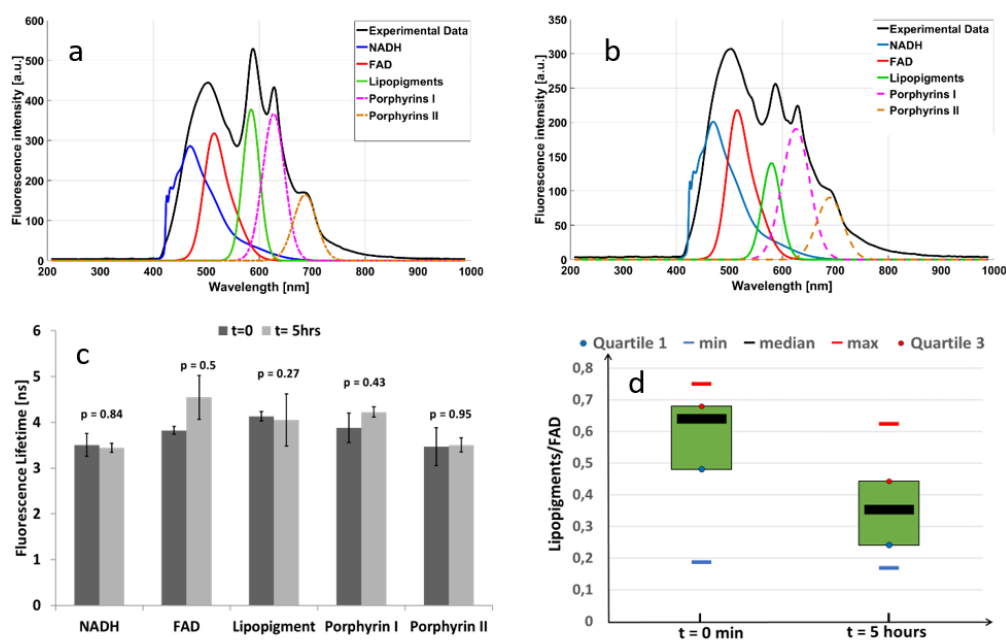 a
Experimental Data
NADH
FAD
Lipopigments
Porphyrins I
Porphyrins II
Fluorescence intensity [a.u.]
600
500
400
300
200
100
0
200 300 400 500 600 700 800 900 1000
Wavelength [nm]
b
Experimental Data
NADH
FAD
Lipopigments
Porphyrins I
Porphyrins II
Fluorescence intensity [a.u.]
350
300
250
200
150
100
50
0
200 300 400 500 600 700 800 900 1000
Wavelength [nm]
c
t=0 t= 5hrs
Fluorescence Lifetime [ns]
6
5
4
3
2
1
0
p = 0.84
p = 0.5
p = 0.27
p = 0.43
p = 0.95
NADH FAD Lipopigment Porphyrin I Porphyrin II
Quartile 1 min median max Quartile 3
d
Lipopigments/FAD
0,8
0,7
0,6
0,5
0,4
0,3
0,2
0,1
0
t = 0 min t = 5 hours